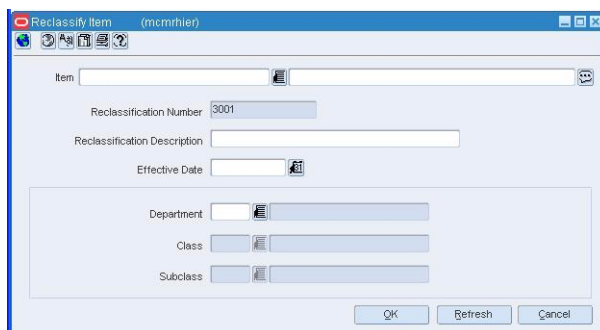 Reclassify Item (mcmrhier)
Item
Reclassification Number 3001
Reclassification Description
Effective Date
Department
Class
Subclass
OK Refresh Cancel